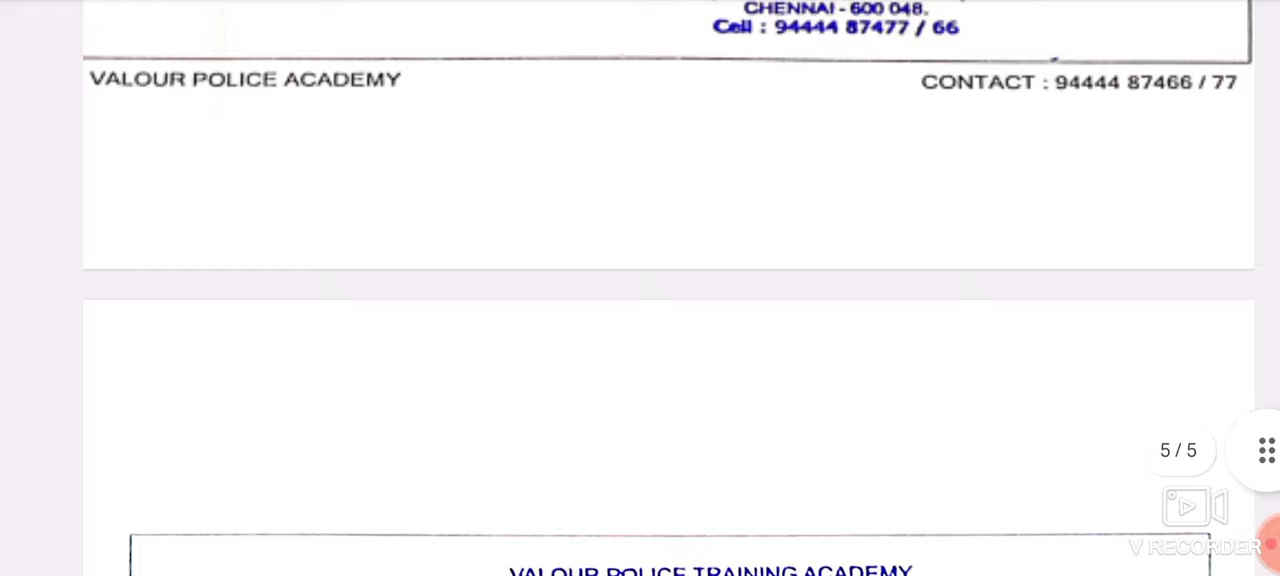 CHENNAI - 600 048.
Cell : 94444 87477 / 66
VALOUR POLICE ACADEMY
CONTACT : 94444 87466 / 77
5 / 5
V RECORDER
VALOUR POLICE TRAINING ACADEMY